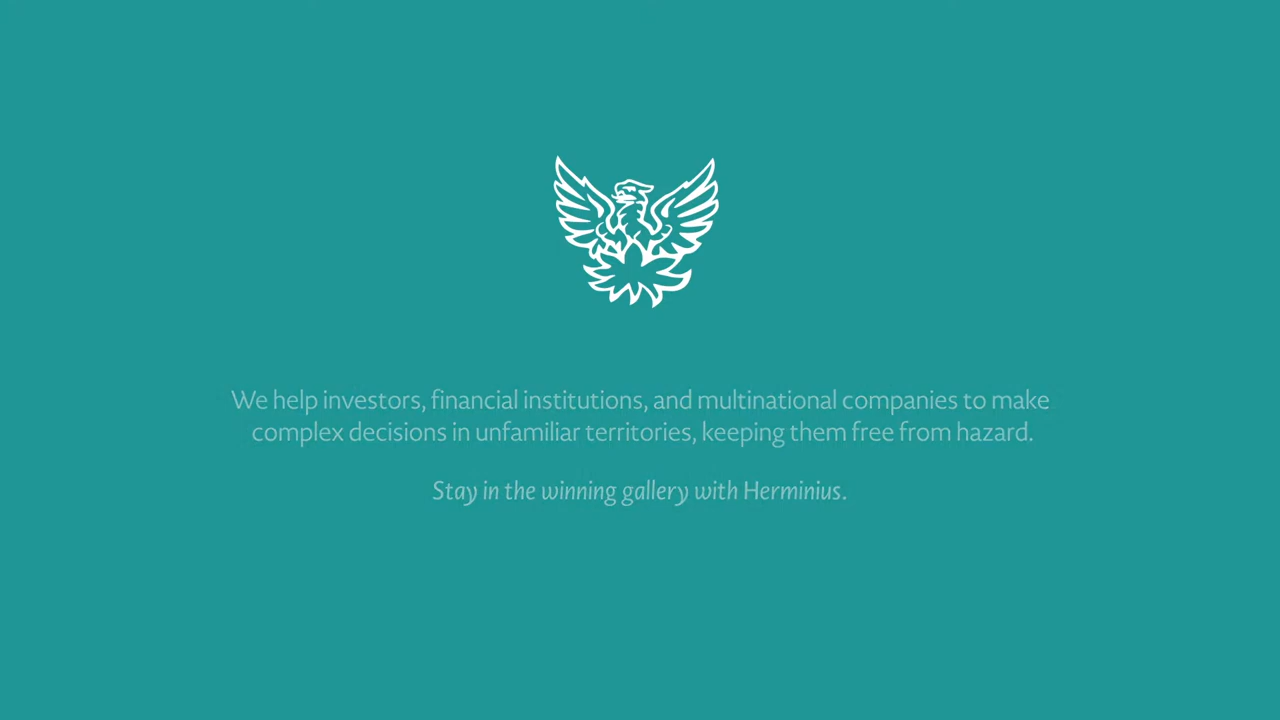 We help investors, financial institutions, and multinational companies to make
complex decisions in unfamiliar territories, keeping them free from hazard.
Stay in the winning gallery with Herminius.